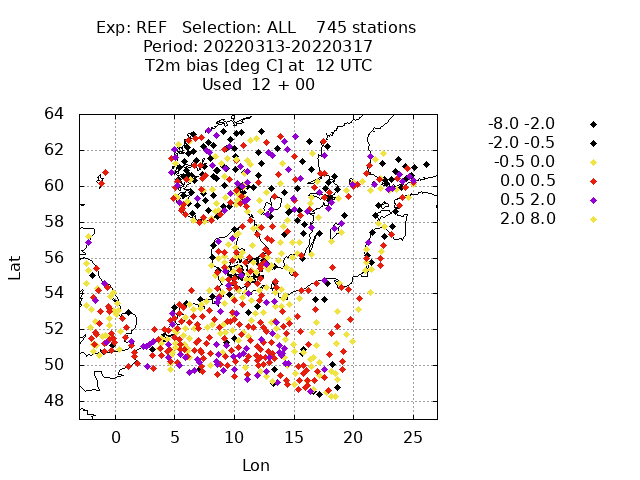 Exp: REF   Selection: ALL    745 stations
Period: 20220313-20220317
T2m bias [deg C] at  12 UTC
Used  12 + 00
64
62
60
58
56
54
52
50
48
Lat
0 5 10 15 20 25
Lon
-8.0 -2.0
-2.0 -0.5
-0.5 0.0
0.0 0.5
0.5 2.0
2.0 8.0